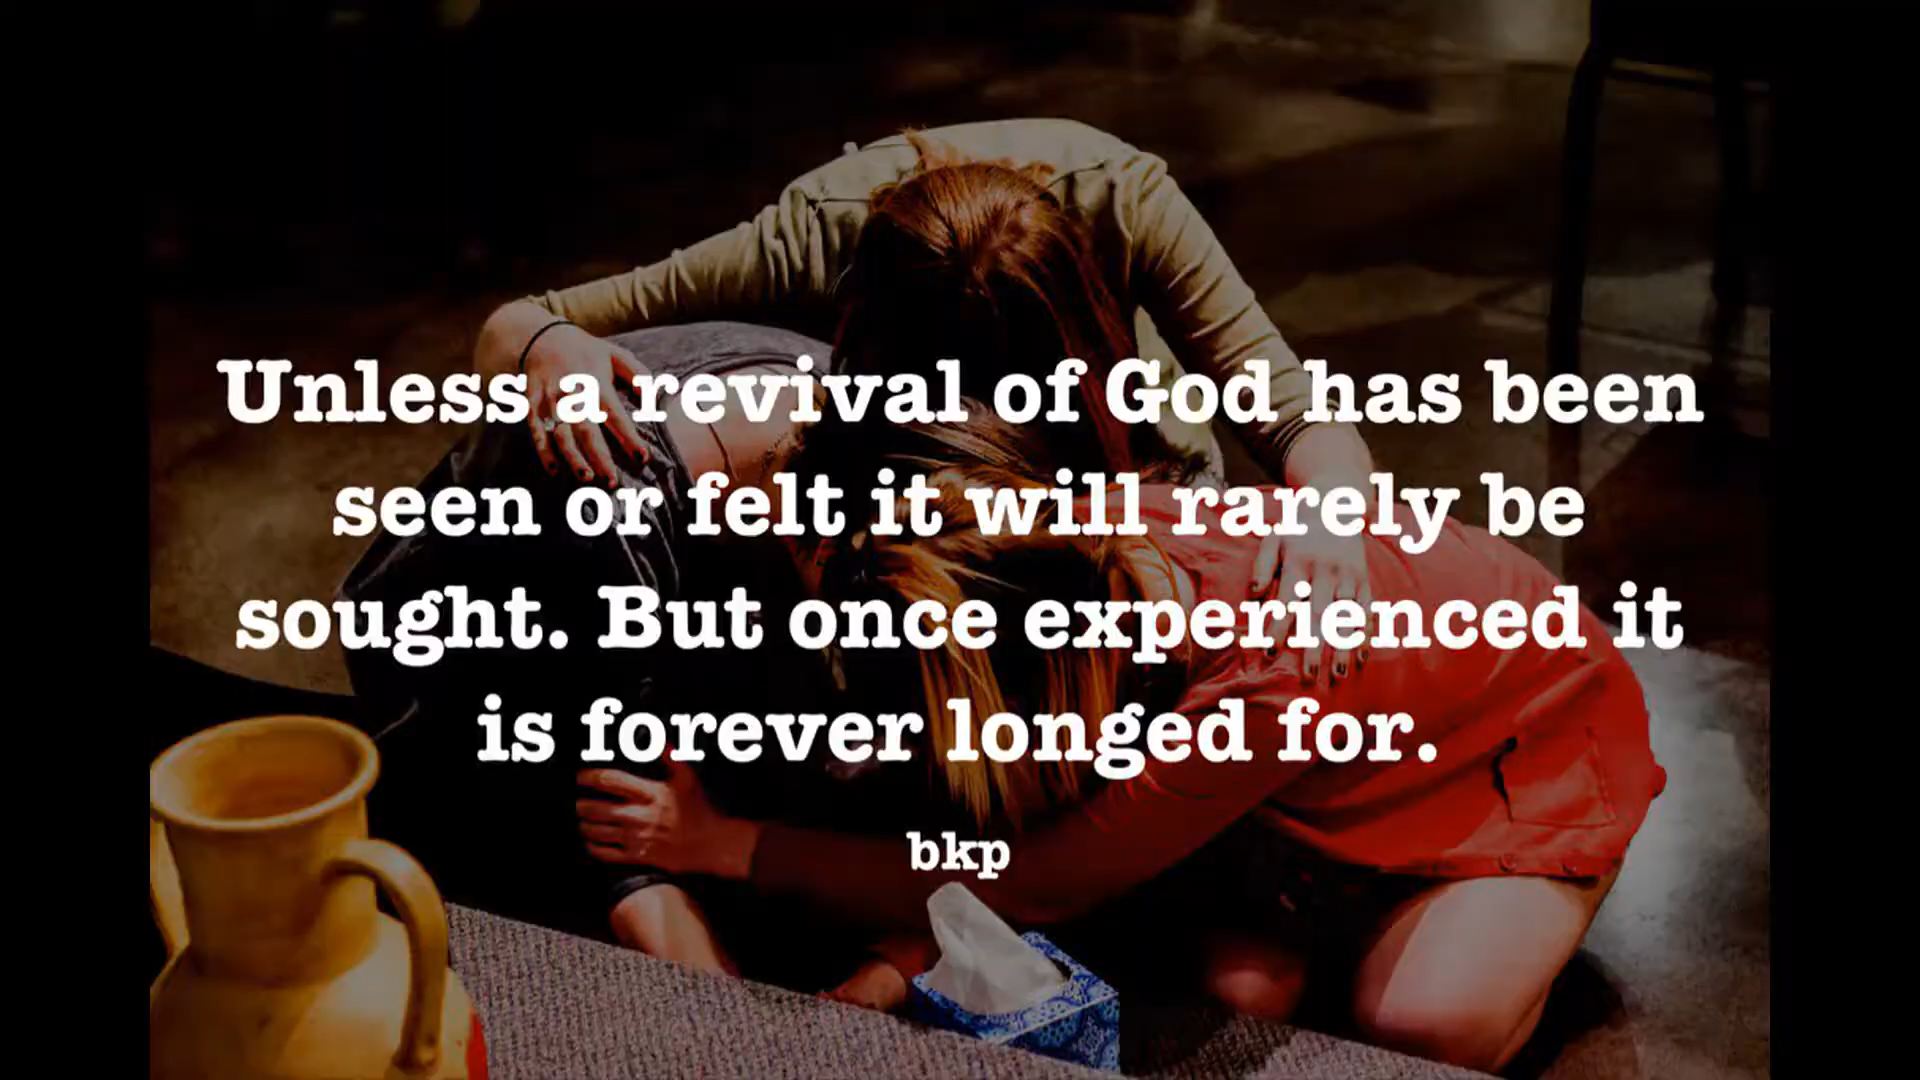 Unless a revival of God has been
seen or felt it will rarely be
sought. But once experienced it
is forever longed for.
bkp